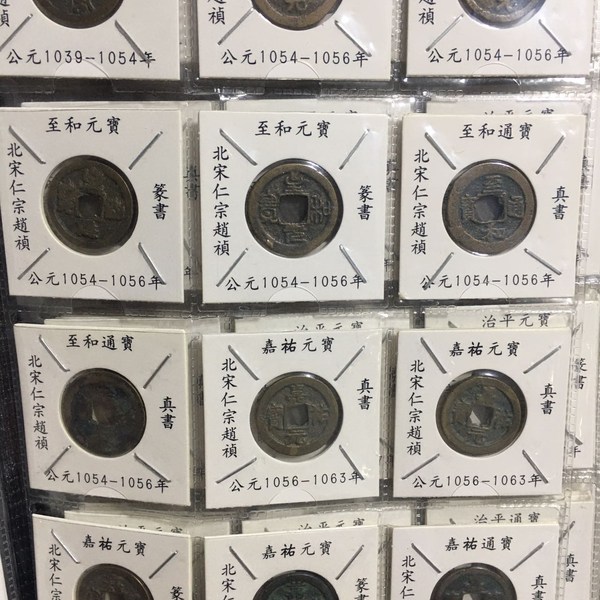 禎
公元1039-1054年
禎
公元1054-1056年
禎
公元1054-1056年
至和元寶
北宋仁宗趙禎
篆書
公元1054-1056年
至和元寶
北宋仁宗趙禎
篆書
公元1054-1056年
至和通寶
北宋仁宗趙禎
真書
公元1054-1056年
至和通寶
北宋仁宗趙禎
真書
公元1054-1056年
治平元寶
嘉祐元寶
北宋仁宗趙禎
真書
公元1056-1063年
治平元寶
嘉祐元寶
北宋仁宗趙禎
真書
公元1056-1063年
嘉祐元寶
北宋仁宗趙
篆
嘉祐元寶
北宋仁宗
篆書
治平通寶
嘉祐通寶
北宋仁宗
真書